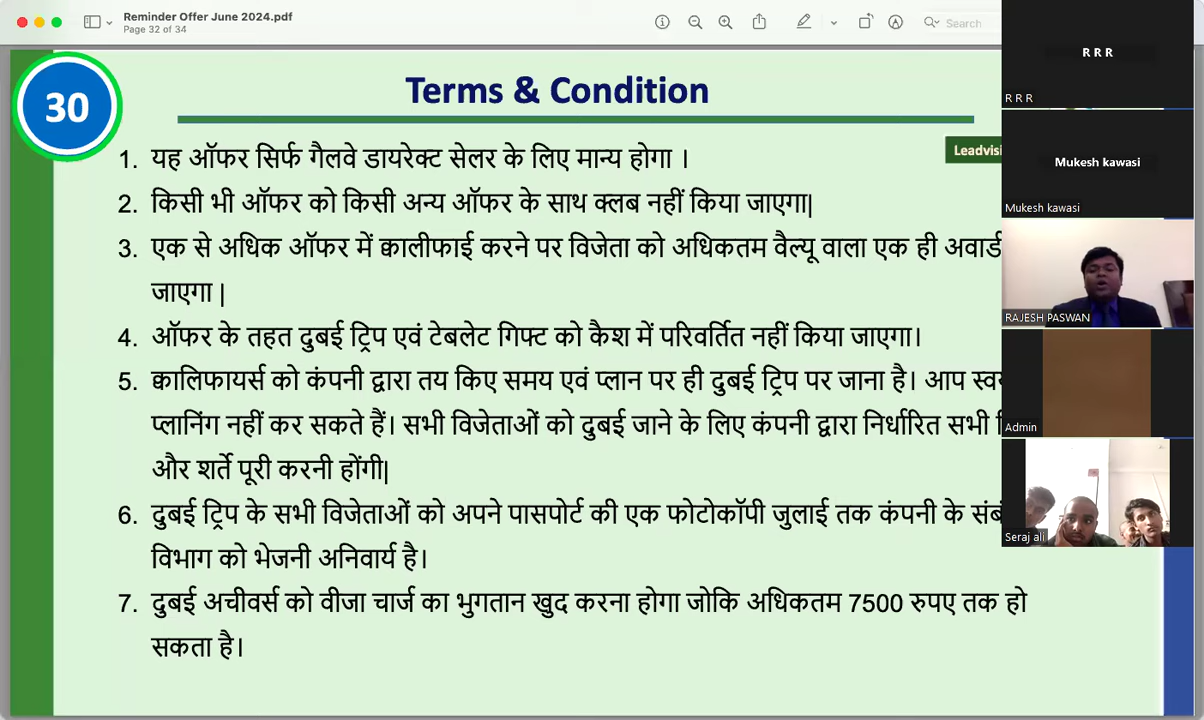 Reminder Offer June 2024.pdf
Page 32 of 34
Search
30
Terms & Condition
Leadvisi
1. यह ऑफर सिर्फ गैलवे डायरेक्ट सेलर के लिए मान्य होगा ।
2. किसी भी ऑफर को किसी अन्य ऑफर के साथ क्लब नहीं किया जाएगा|
3. एक से अधिक ऑफर में क्वालीफाई करने पर विजेता को अधिकतम वैल्यू वाला एक ही अवार्ड
जाएगा |
4. ऑफर के तहत दुबई ट्रिप एवं टेबलेट गिफ्ट को कैश में परिवर्तित नहीं किया जाएगा।
5. क्वालिफायर्स को कंपनी द्वारा तय किए समय एवं प्लान पर ही दुबई ट्रिप पर जाना है। आप
प्लानिंग नहीं कर सकते हैं। सभी विजेताओं को दुबई जाने के लिए कंपनी द्वारा निर्धारित सभी
और शर्ते पूरी करनी होंगी|
6. दुबई ट्रिप के सभी विजेताओं को अपने पासपोर्ट की एक फोटोकॉपी जुलाई तक कंपनी के
विभाग को भेजनी अनिवार्य है।
7. दुबई अचीवर्स को वीजा चार्ज का भुगतान खुद करना होगा जोकि अधिकतम 7500 रुपए तक हो
सकता है।
R R R
R R R
Mukesh kawasi
Mukesh kawasi
RAJESH PASWAN
Admin
Seraj ali